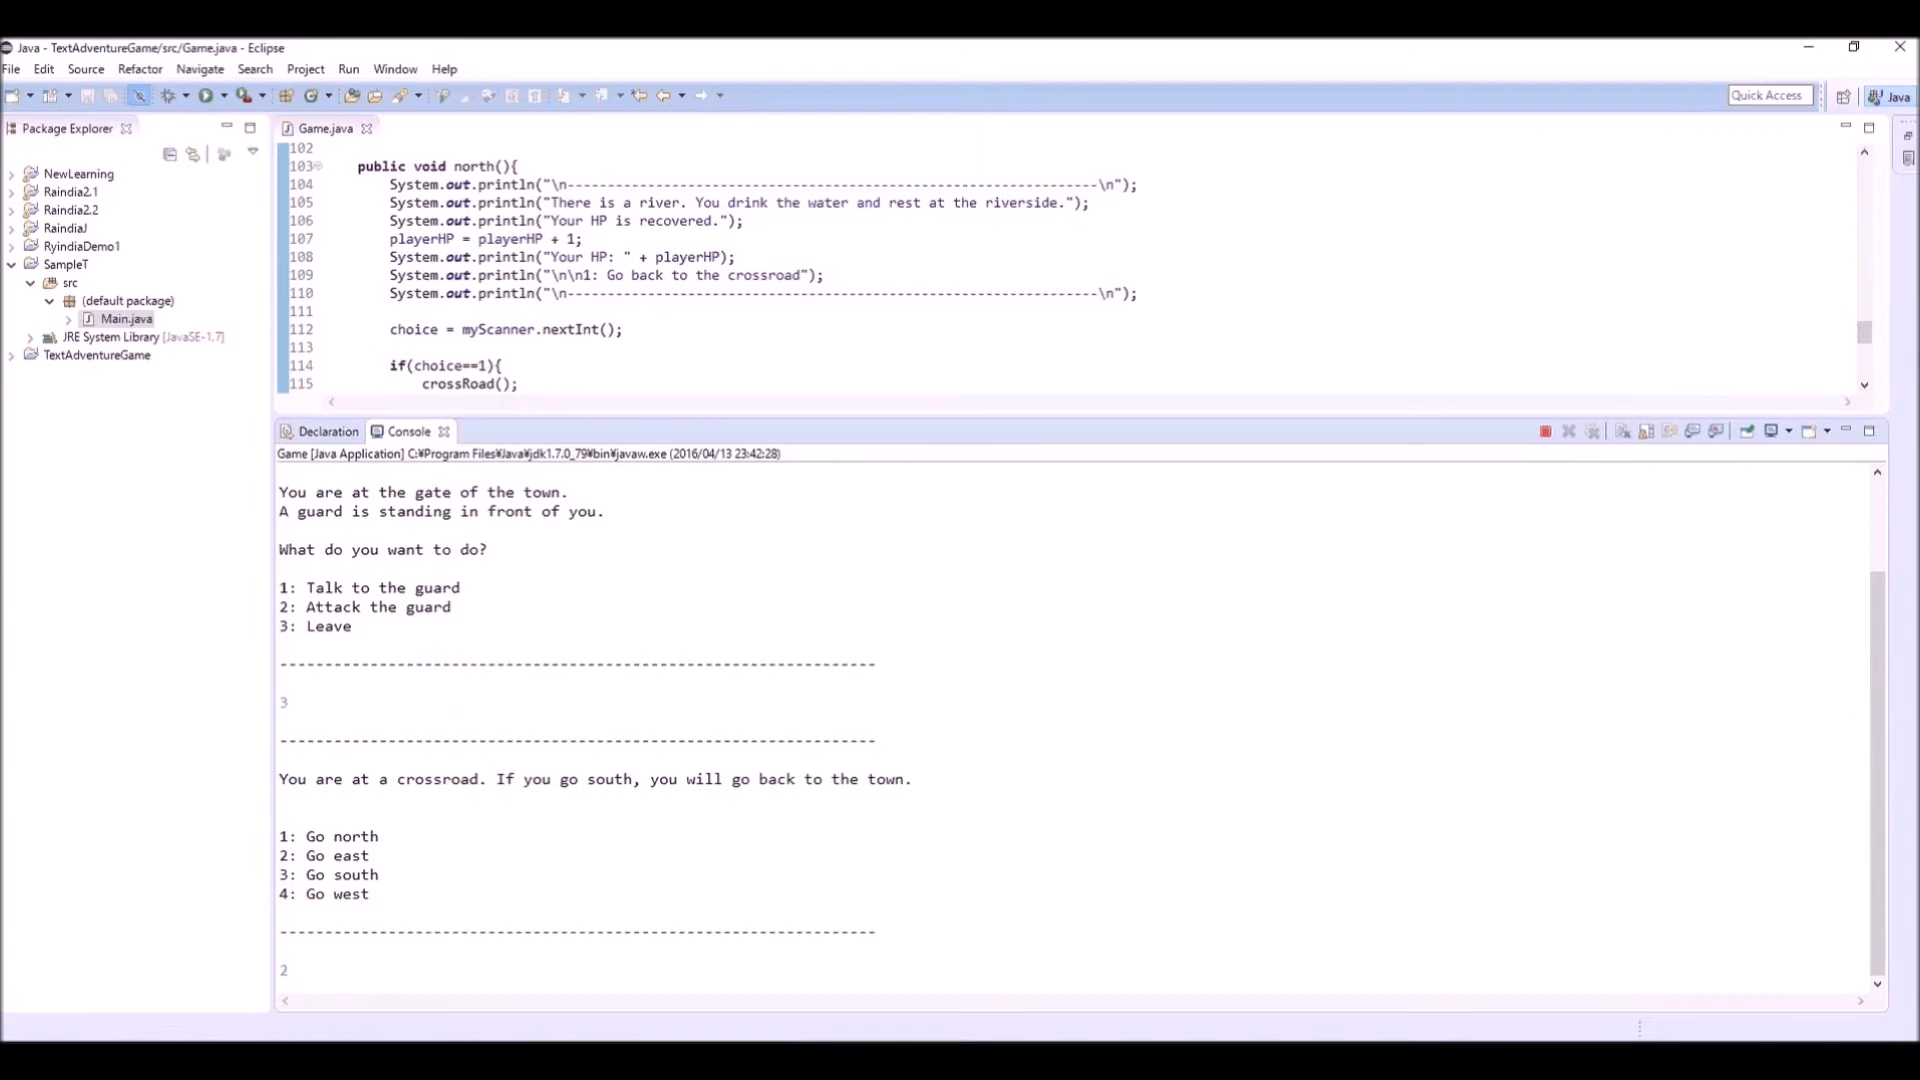 Java - TextAdventureGame/src/Game.java - Eclipse
File Edit Source Refactor Navigate Search Project Run Window Help
Quick Access
Java
Package Explorer
NewLearning
Raindia2.1
Raindia2.2
RaindiaJ
RyindiaDemo1
SampleT
src
(default package)
Main.java
JRE System Library [JavaSE-1.7]
TextAdventureGame
Game.java
102
103 public void north(){
104 System.out.println("\n------------------------------------------------------------------\n");
105 System.out.println("There is a river. You drink the water and rest at the riverside.");
106 System.out.println("Your HP is recovered.");
107 playerHP = playerHP + 1;
108 System.out.println("Your HP: " + playerHP);
109 System.out.println("\n\n1: Go back to the crossroad");
110 System.out.println("\n------------------------------------------------------------------\n");
111
112 choice = myScanner.nextInt();
113
114 if(choice==1){
115 crossRoad();
Declaration Console
Game [Java Application] C:¥Program Files¥Java¥jdk1.7.0_79¥bin¥javaw.exe (2016/04/13 23:42:28)
You are at the gate of the town.
A guard is standing in front of you.
What do you want to do?
1: Talk to the guard
2: Attack the guard
3: Leave
------------------------------------------------------------------
3
------------------------------------------------------------------
You are at a crossroad. If you go south, you will go back to the town.
1: Go north
2: Go east
3: Go south
4: Go west
------------------------------------------------------------------
2